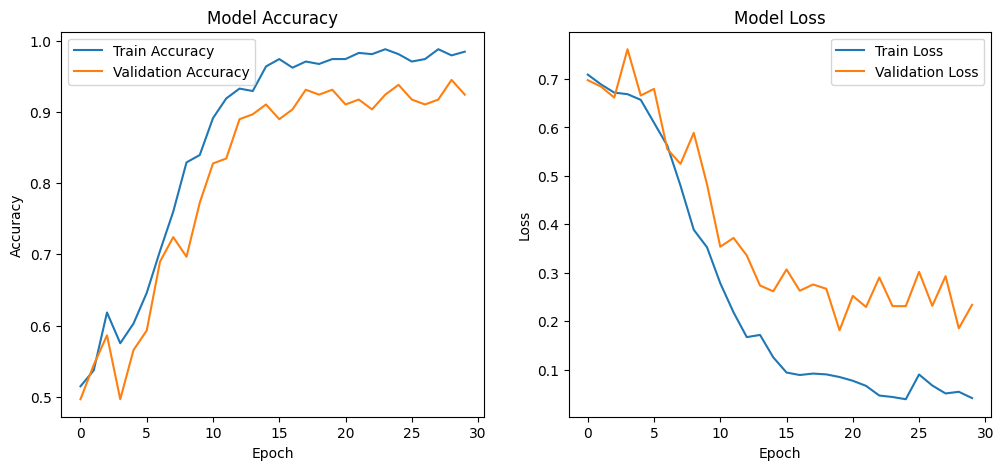 Model Accuracy
Train Accuracy
Validation Accuracy
Accuracy
1.0
0.9
0.8
0.7
0.6
0.5
0 5 10 15 20 25 30
Epoch
Model Loss
Train Loss
Validation Loss
Loss
0.7
0.6
0.5
0.4
0.3
0.2
0.1
0 5 10 15 20 25 30
Epoch